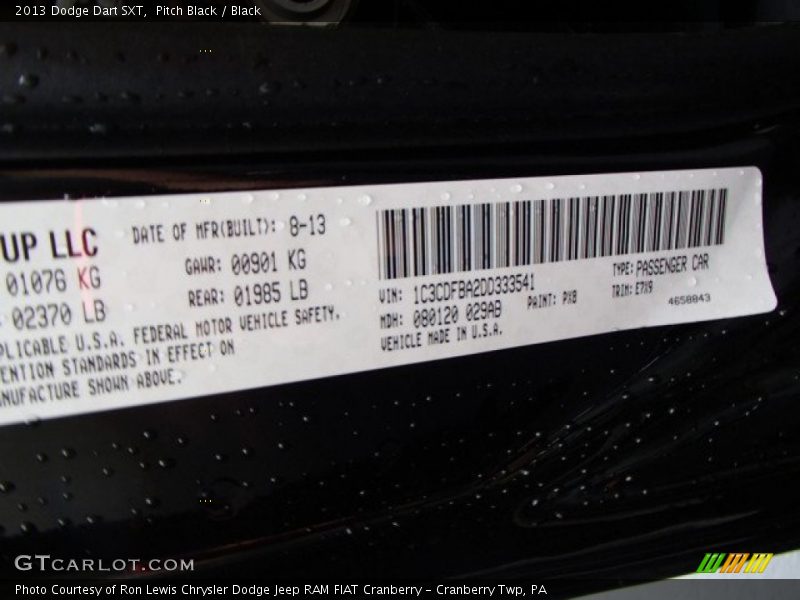 2013 Dodge Dart SXT, Pitch Black / Black
UP LLC
DATE OF MFR(BUILT): 8-13
01076 KG
GAWR: 00901 KG
02370 LB
REAR: 01985 LB
PLICABLE U.S.A. FEDERAL MOTOR VEHICLE SAFETY.
ENTION STANDARDS IN EFFECT ON
NUFACTURE SHOWN ABOVE.
VIN: 1C3CDFBA2DD333541
TYPE: PASSENGER CAR
MDH: 080120 029AB
PAINT: PXB
TRIM: E7X9
VEHICLE MADE IN U.S.A.
4658843
GTCARLOT.COM
Photo Courtesy of Ron Lewis Chrysler Dodge Jeep RAM FIAT Cranberry - Cranberry Twp, PA